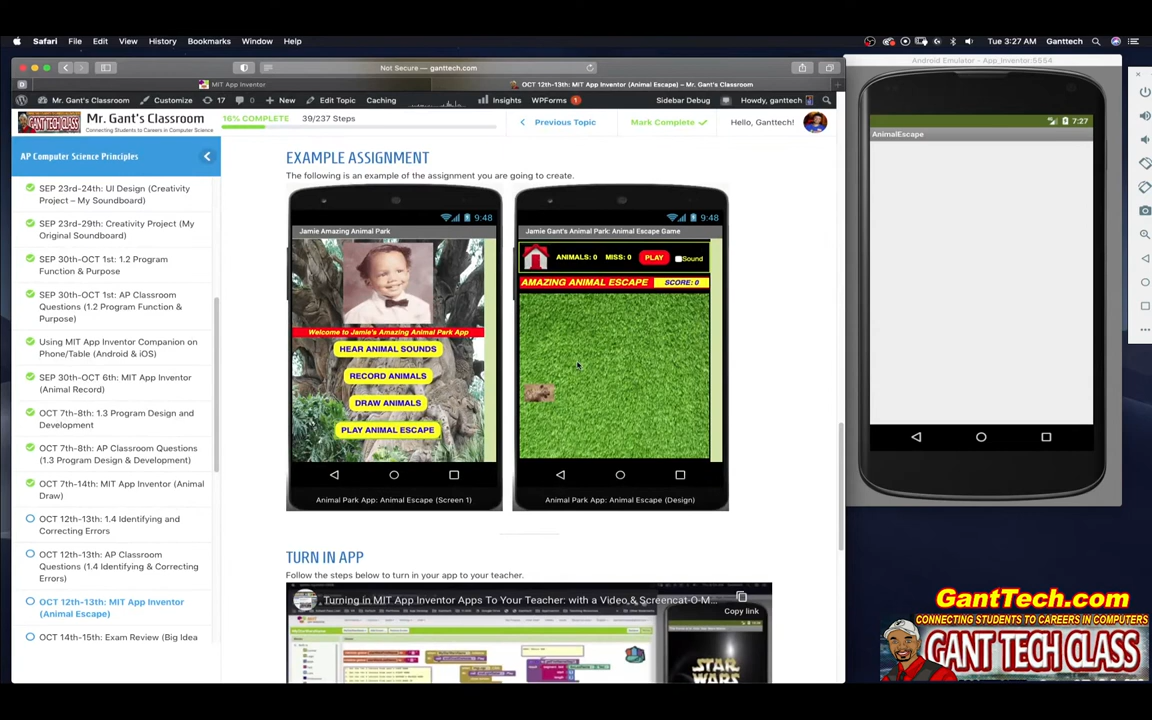 Safari File Edit View History Bookmarks Window Help
Tue 3:27 AM Ganttech
Not Secure — ganttech.com
MIT App Inventor
OCT 12th-13th: MIT App Inventor (Animal Escape) – Mr. Gant's Classroom
Mr. Gant's Classroom Customize 17 0 New Edit Topic Caching Insights WPForms 1 Sidebar Debug Howdy, ganttech
GANT TECH CLASS
Mr. Gant's Classroom
Connecting Students to Careers in Computer Science
16% COMPLETE 39/237 Steps
Previous Topic
Mark Complete
Hello, Ganttech!
AP Computer Science Principles
SEP 23rd-24th: UI Design (Creativity
Project – My Soundboard)
SEP 23rd-29th: Creativity Project (My
Original Soundboard)
SEP 30th-OCT 1st: 1.2 Program
Function & Purpose
SEP 30th-OCT 1st: AP Classroom
Questions (1.2 Program Function &
Purpose)
Using MIT App Inventor Companion on
Phone/Table (Android & iOS)
SEP 30th-OCT 6th: MIT App Inventor
(Animal Record)
OCT 7th-8th: 1.3 Program Design and
Development
OCT 7th-8th: AP Classroom Questions
(1.3 Program Design & Development)
OCT 7th-14th: MIT App Inventor (Animal
Draw)
OCT 12th-13th: 1.4 Identifying and
Correcting Errors
OCT 12th-13th: AP Classroom
Questions (1.4 Identifying & Correcting
Errors)
OCT 12th-13th: MIT App Inventor
(Animal Escape)
OCT 14th-15th: Exam Review (Big Idea
EXAMPLE ASSIGNMENT
The following is an example of the assignment you are going to create.
9:48
Jamie Amazing Animal Park
Welcome to Jamie's Amazing Animal Park App
HEAR ANIMAL SOUNDS
RECORD ANIMALS
DRAW ANIMALS
PLAY ANIMAL ESCAPE
Animal Park App: Animal Escape (Screen 1)
9:48
Jamie Gant's Animal Park: Animal Escape Game
ANIMALS: 0 MISS: 0 PLAY Sound
AMAZING ANIMAL ESCAPE SCORE: 0
Animal Park App: Animal Escape (Design)
TURN IN APP
Follow the steps below to turn in your app to your teacher.
Turning in MIT App Inventor Apps To Your Teacher: with a Video & Screencat-O-M...
Copy link
STAR
WARS
Android Emulator - App_Inventor:5554
7:27
AnimalEscape
GanttTech.com
CONNECTING STUDENTS TO CAREERS IN COMPUTERS
GANT TECH CLASS